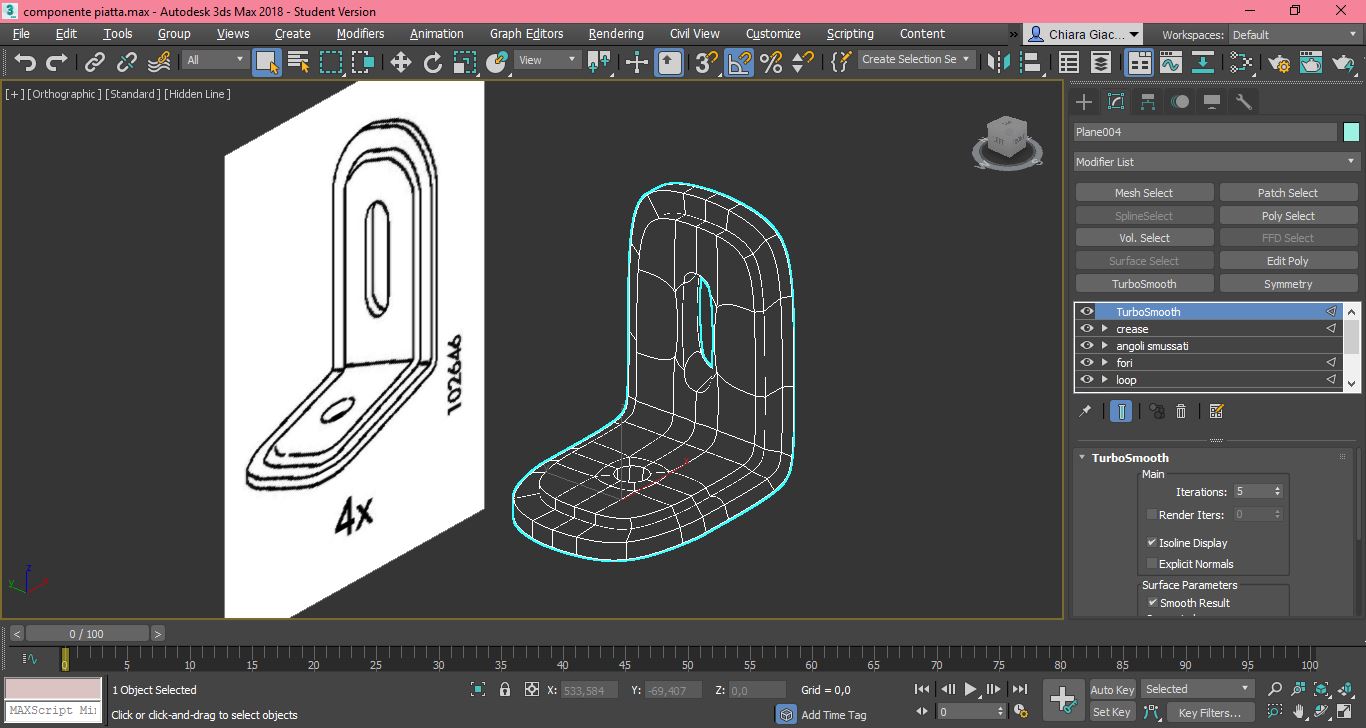 componente piatta.max - Autodesk 3ds Max 2018 - Student Version
File Edit Tools Group Views Create Modifiers Animation Graph Editors Rendering Civil View Customize Scripting Content » Chiara Giac... Workspaces: Default
All View 3 Create Selection Se
[+] [Orthographic] [Standard] [Hidden Line]
Plane004
Modifier List
Mesh Select Patch Select
SplineSelect Poly Select
Vol. Select FFD Select
Surface Select Edit Poly
TurboSmooth Symmetry
TurboSmooth
crease
angoli smussati
fori
loop
102646
4x
TurboSmooth
Main
Iterations: 5
Render Iters: 0
Isoline Display
Explicit Normals
Surface Parameters
Smooth Result
z
y
< 0 / 100 >
0 5 10 15 20 25 30 35 40 45 50 55 60 65 70 75 80 85 90 95 100
1 Object Selected X: 533,584 Y: -69,407 Z: 0,0 Grid = 0,0 Auto Key Selected
MAXScript Mi Click or click-and-drag to select objects Add Time Tag 0 Set Key Key Filters...